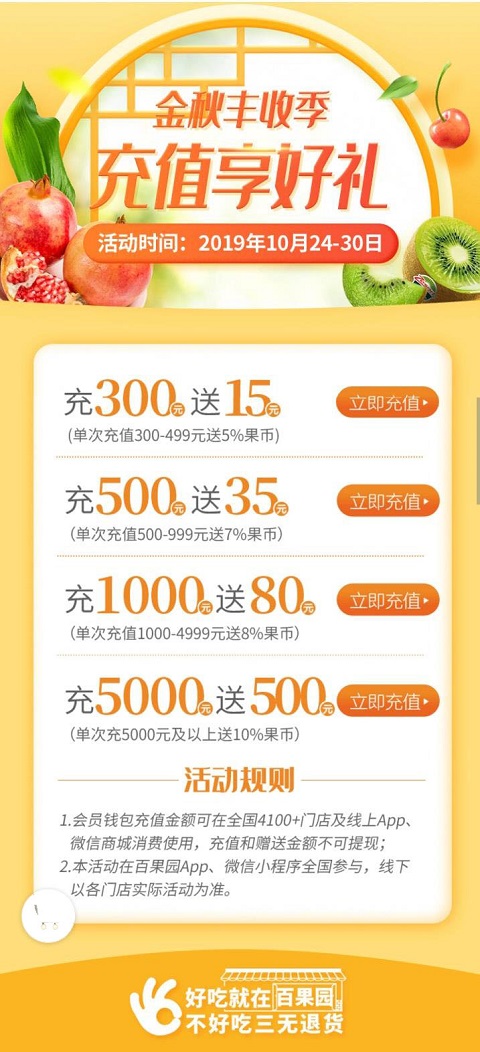 金秋丰收季
充值享好礼
活动时间：2019年10月24-30日
充300元 送15元
立即充值
(单次充值300-499元送5%果币)
充500元 送35元
立即充值
(单次充值500-999元送7%果币)
充1000元 送80元
立即充值
(单次充值1000-4999元送8%果币)
充5000元 送500元
立即充值
(单次充5000元及以上送10%果币)
活动规则
1.会员钱包充值金额可在全国4100+门店及线上App、
微信商城消费使用，充值和赠送金额不可提现；
2.本活动在百果园App、微信小程序全国参与，线下
以各门店实际活动为准。
好吃就在百果园
不好吃三无退货